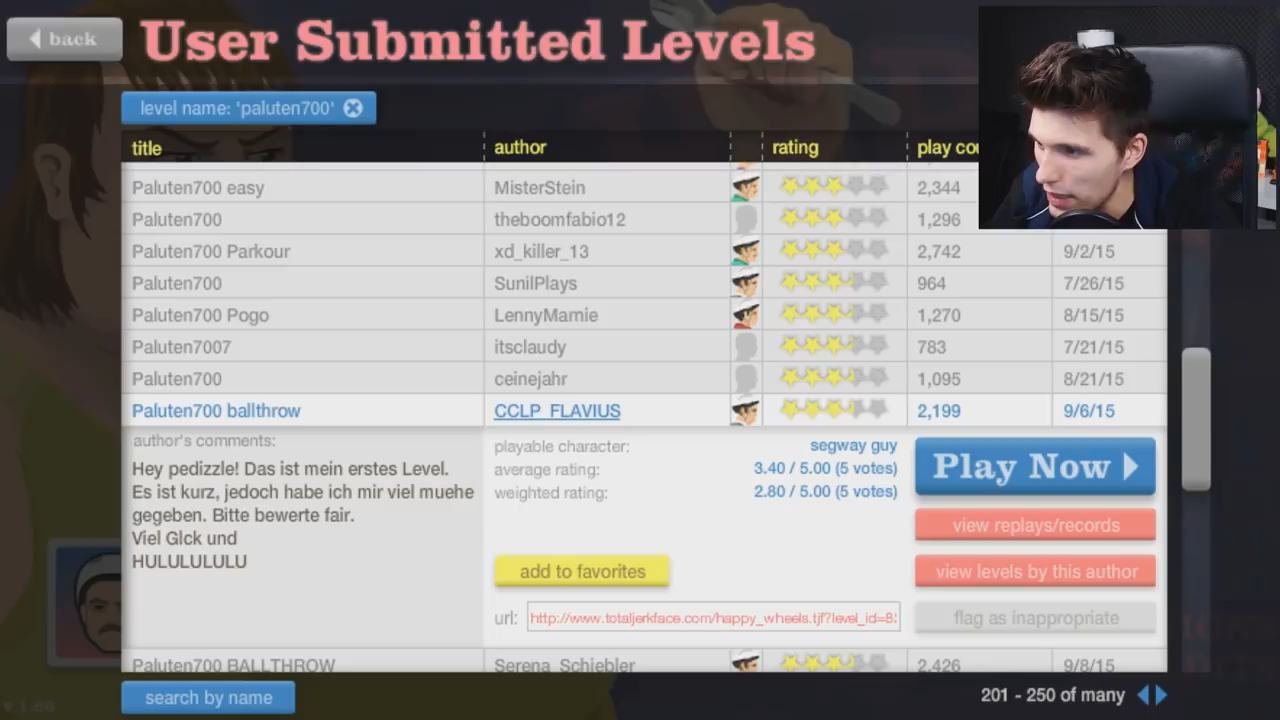 back
User Submitted Levels
level name: 'paluten700'
title author rating play cou
Paluten700 easy MisterStein 2,344
Paluten700 theboomfabio12 1,296
Paluten700 Parkour xd_killer_13 2,742 9/2/15
Paluten700 SunilPlays 964 7/26/15
Paluten700 Pogo LennyMamie 1,270 8/15/15
Paluten7007 itsclaudy 783 7/21/15
Paluten700 ceinejahr 1,095 8/21/15
Paluten700 ballthrow CCLP_FLAVIUS 2,199 9/6/15
author's comments:
Hey pedizzle! Das ist mein erstes Level.
Es ist kurz, jedoch habe ich mir viel muehe
gegeben. Bitte bewerte fair.
Viel Glck und
HULULULULU
playable character: segway guy
average rating: 3.40 / 5.00 (5 votes)
weighted rating: 2.80 / 5.00 (5 votes)
Play Now
view replays/records
add to favorites
view levels by this author
url: http://www.totaljerkface.com/happy_wheels.tjf?level_id=8
flag as inappropriate
Paluten700 BALLTHROW Serena_Schiebler 2,426 9/8/15
search by name
201 - 250 of many